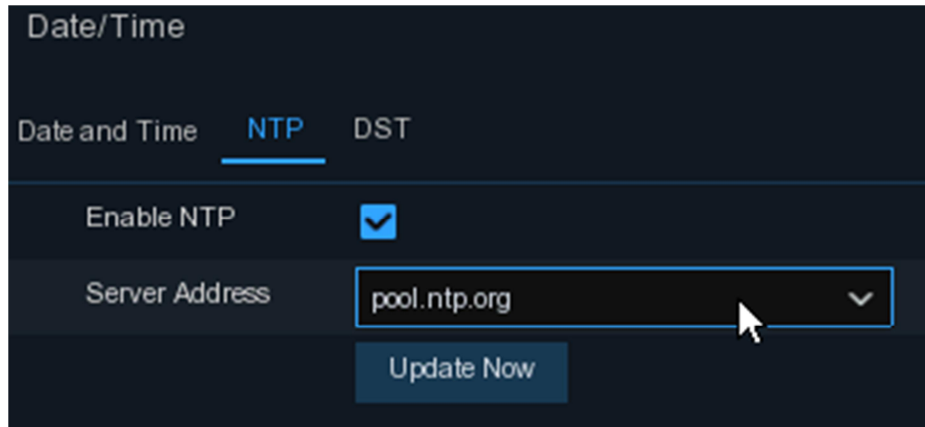 Date/Time
Date and Time NTP DST
Enable NTP
Server Address pool.ntp.org
Update Now